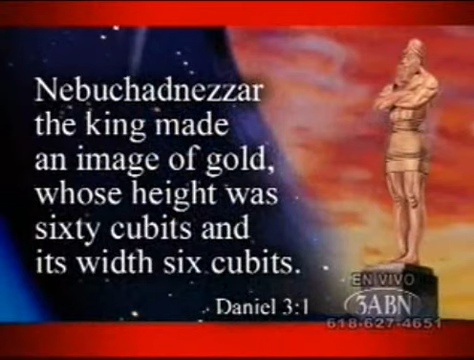 Nebuchadnezzar
the king made
an image of gold,
whose height was
sixty cubits and
its width six cubits.
Daniel 3:1
EN VIVO
3ABN
618-627-4651